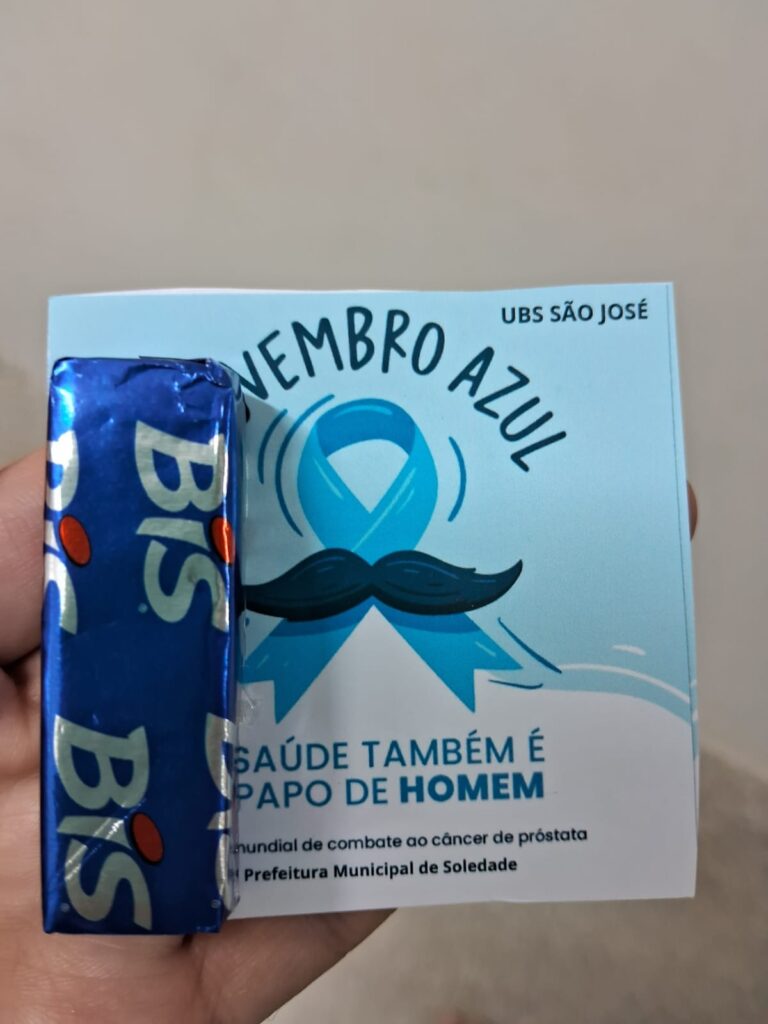 UBS SÃO JOSÉ
VEMBRO AZUL
BIS
BIS
BIS
SAÚDE TAMBÉM É
PAPO DE HOMEM
mundial de combate ao câncer de próstata
Prefeitura Municipal de Soledade